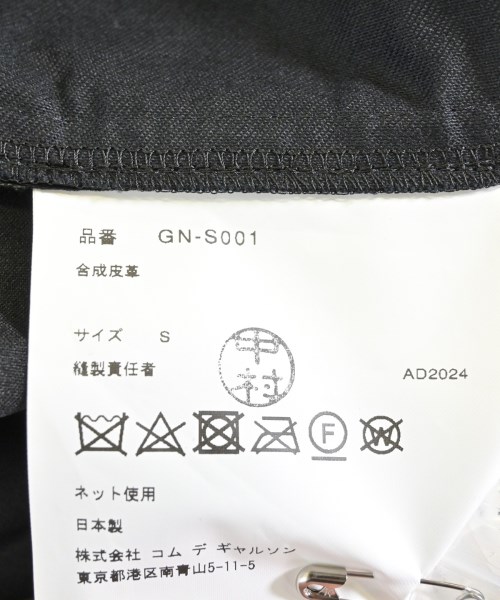 品番 GN-S001
合成皮革
サイズ S
縫製責任者
中村
AD2024
F
W
ネット使用
日本製
株式会社 コム デ ギャルソン
東京都港区南青山5-11-5